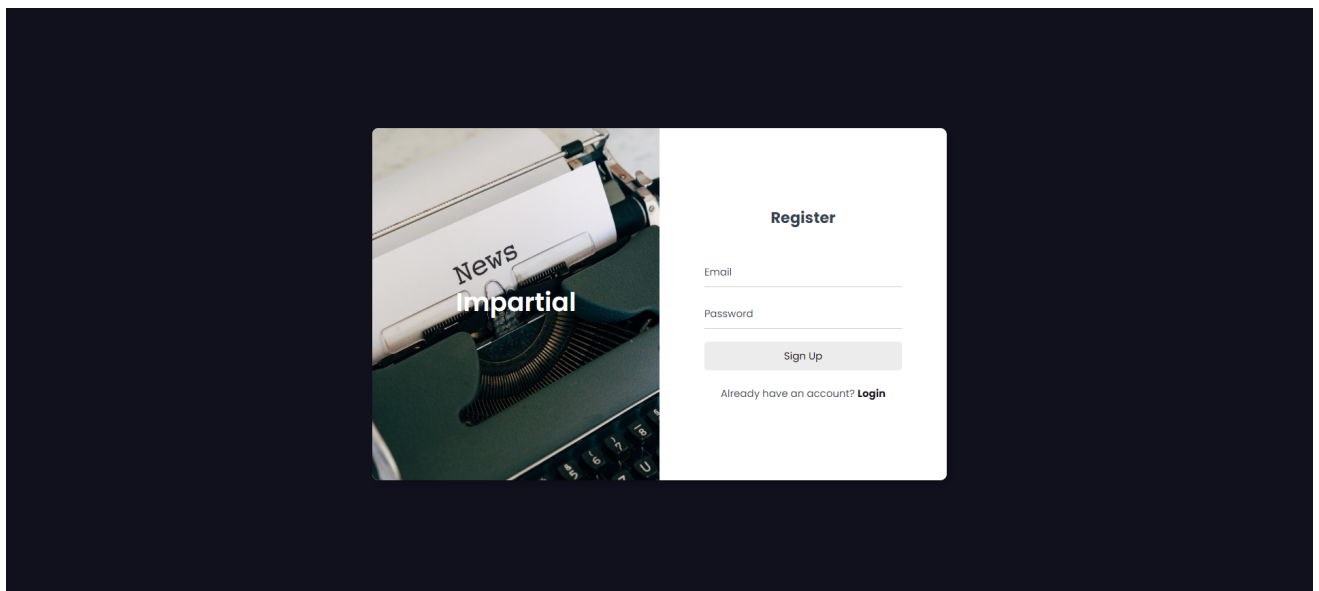 News
Impartial
Register
Email
Password
Sign Up
Already have an account? Login